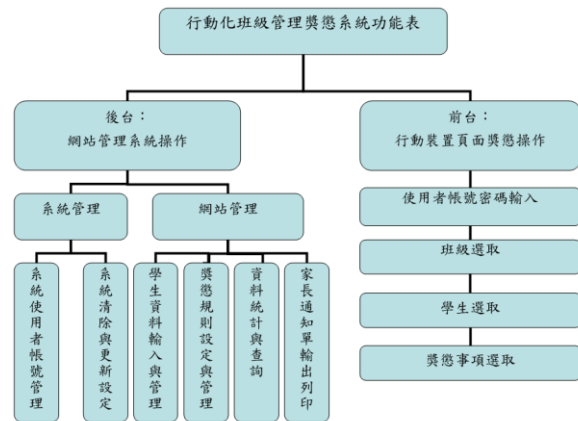 行動化班級管理獎懲系統功能表
後台：
網站管理系統操作
前台：
行動裝置頁面獎懲操作
系統管理
網站管理
使用者帳號密碼輸入
班級選取
學生選取
獎懲事項選取
系統使用者帳號管理
系統清除與更新設定
學生資料輸入與管理
獎懲規則設定與管理
資料統計與查詢
家長通知單輸出列印